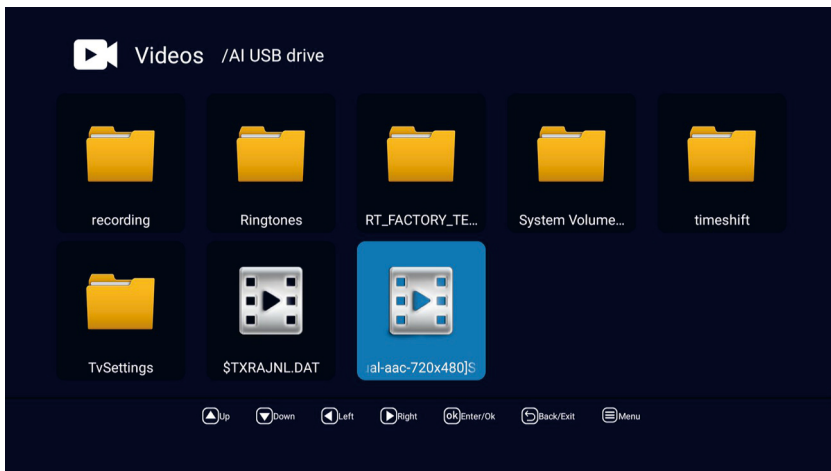 Videos /AI USB drive
recording
Ringtones
RT_FACTORY_TE...
System Volume...
timeshift
TvSettings
$TXRAJNL.DAT
al-aac-720x480]S
Up Down Left Right ok Enter/Ok Back/Exit Menu